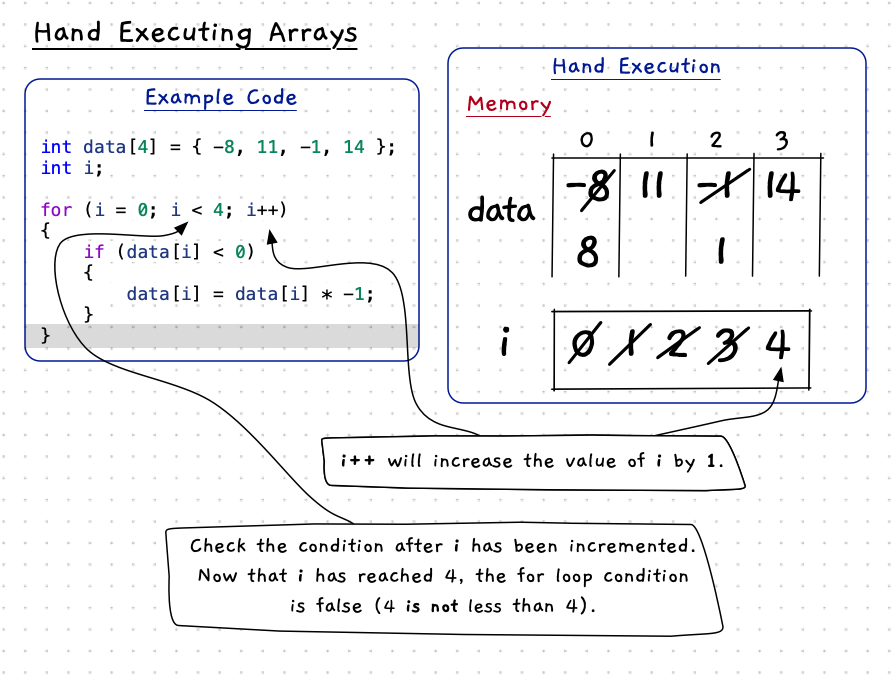 Hand Executing Arrays
Example Code
int data[4] = { -8, 11, -1, 14 };
int i;
for (i = 0; i < 4; i++)
{
if (data[i] < 0)
{
data[i] = data[i] * -1;
}
}
Hand Execution
Memory
0 1 2 3
data -8 11 -1 14
8 1
i 0 1 2 3 4
i++ will increase the value of i by 1.
Check the condition after i has been incremented.
Now that i has reached 4, the for loop condition
is false (4 is not less than 4).